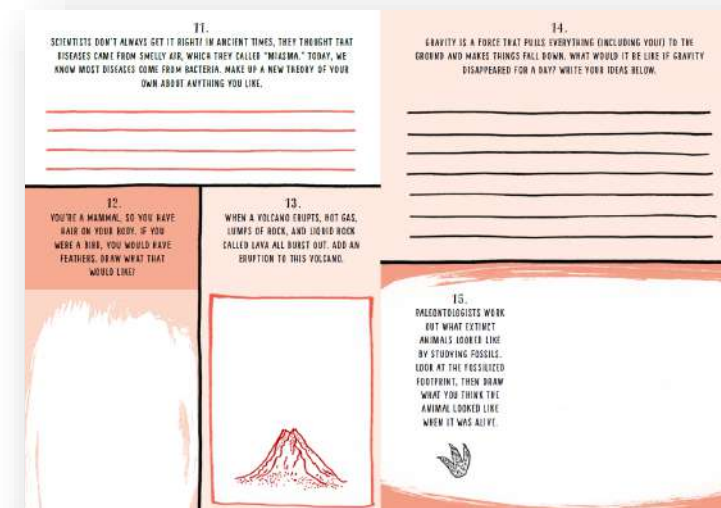 11.
SCIENTISTS DON'T ALWAYS GET IT RIGHT! IN ANCIENT TIMES, THEY THOUGHT THAT
DISEASES CAME FROM SMELLY AIR, WHICH THEY CALLED "MIASMA." TODAY, WE
KNOW MOST DISEASES COME FROM BACTERIA. MAKE UP A NEW THEORY OF YOUR
OWN ABOUT ANYTHING YOU LIKE.
12.
YOU'RE A MAMMAL, SO YOU HAVE
HAIR ON YOUR BODY. IF YOU
WERE A BIRD, YOU WOULD HAVE
FEATHERS. DRAW WHAT THAT
WOULD LIKE!
13.
WHEN A VOLCANO ERUPTS, HOT GAS,
LUMPS OF ROCK, AND LIQUID ROCK
CALLED LAVA ALL BURST OUT. ADD AN
ERUPTION TO THIS VOLCANO.
14.
GRAVITY IS A FORCE THAT PULLS EVERYTHING (INCLUDING YOU!) TO THE
GROUND AND MAKES THINGS FALL DOWN. WHAT WOULD IT BE LIKE IF GRAVITY
DISAPPEARED FOR A DAY? WRITE YOUR IDEAS BELOW.
15.
PALEONTOLOGISTS WORK
OUT WHAT EXTINCT
ANIMALS LOOKED LIKE
BY STUDYING FOSSILS.
LOOK AT THE FOSSILIZED
FOOTPRINT, THEN DRAW
WHAT YOU THINK THE
ANIMAL LOOKED LIKE
WHEN IT WAS ALIVE.